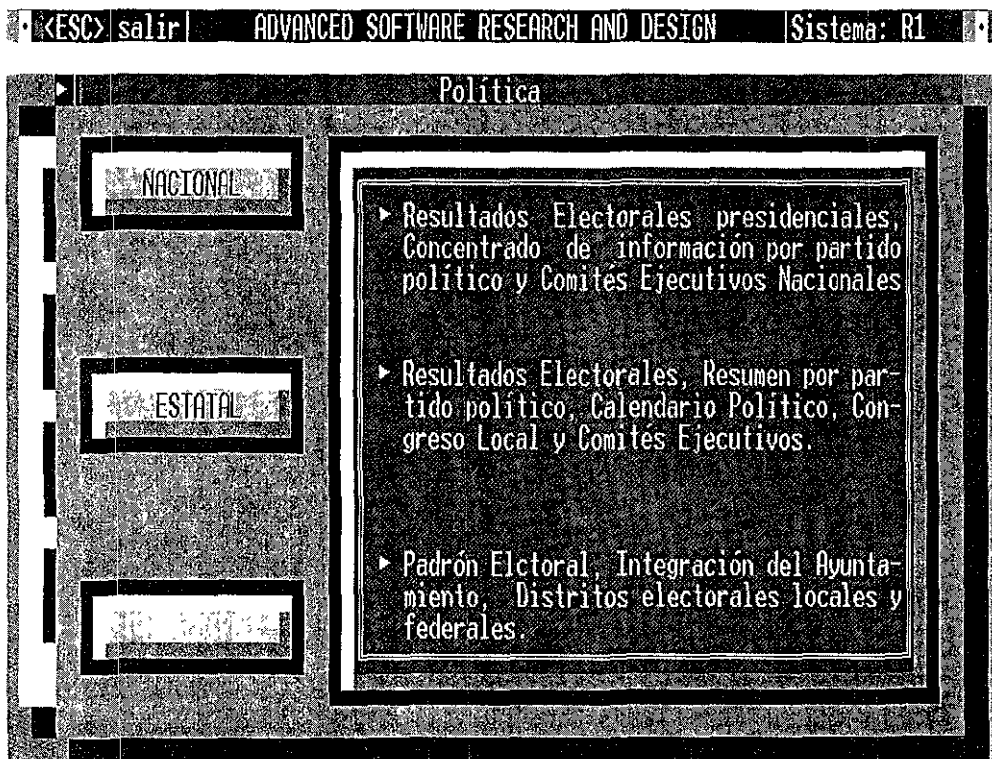 <ESC> salir ADVANCED SOFTWARE RESEARCH AND DESIGN Sistema: R1
Política
NACIONAL
Resultados Electorales presidenciales,
Concentrado de información por partido
político y Comités Ejecutivos Nacionales
ESTATAL
Resultados Electorales, Resumen por par-
tido político, Calendario Político, Con-
greso Local y Comités Ejecutivos.
Padrón Elctoral, Integración del Ayunta-
miento, Distritos electorales locales y
federales.